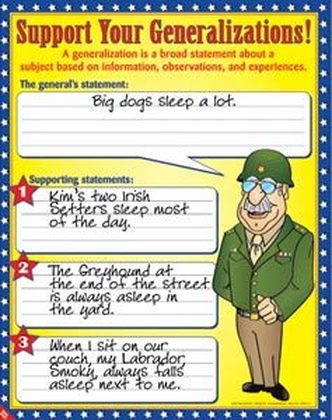 Support Your Generalizations!
A generalization is a broad statement about a
subject based on information, observations, and experiences.
The general's statement:
Big dogs sleep a lot.
Supporting statements:
1
Kim's two Irish
Setters sleep most
of the day.
2
The Greyhound at
the end of the street
is always asleep in
the yard.
3
When I sit on our
couch, my Labrador,
Smoky, always falls
asleep next to me.